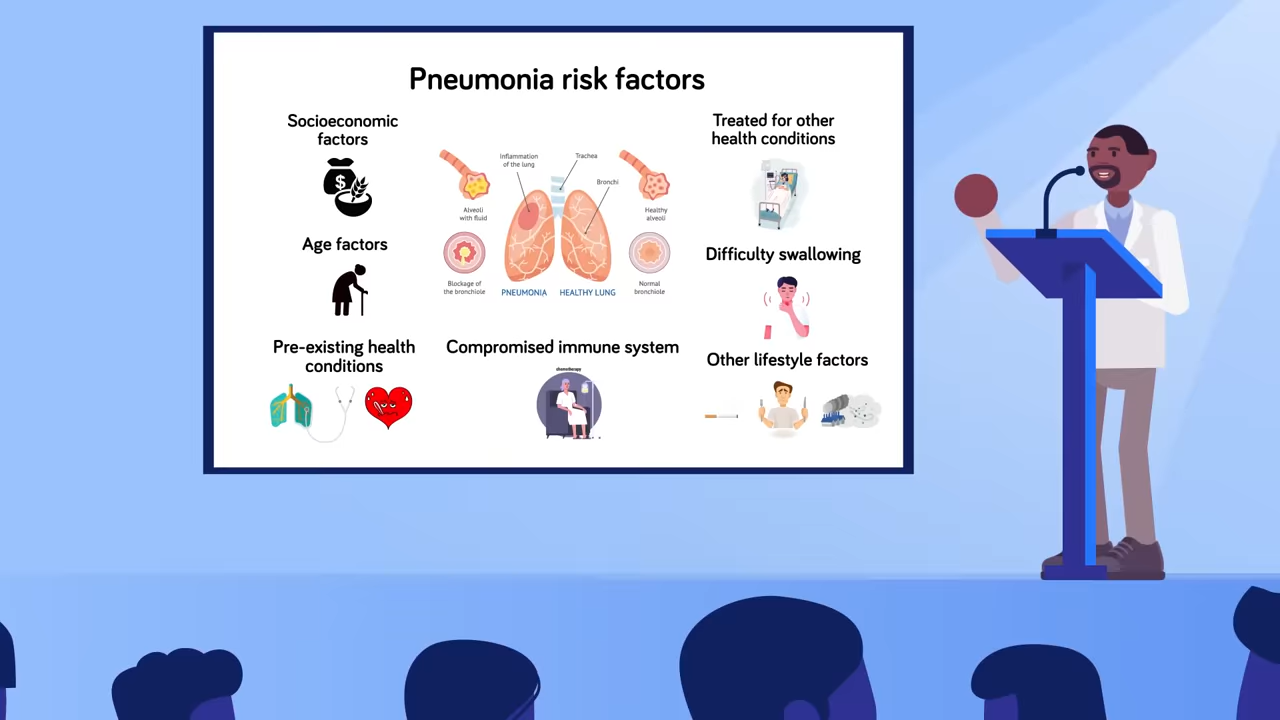 Pneumonia risk factors
Socioeconomic
factors
$
Age factors
Pre-existing health
conditions
Inflammation
of the lung
Trachea
Bronchi
Alveoli
with fluid
Healthy
alveoli
Blockage of
the bronchiole
PNEUMONIA
HEALTHY LUNG
Normal
bronchiole
Compromised immune system
chemotherapy
Treated for other
health conditions
Difficulty swallowing
Other lifestyle factors